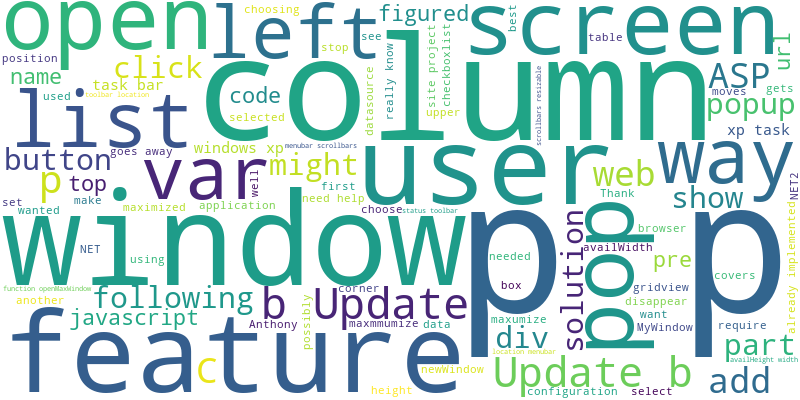 open
left
screen
figured
choosing
see
stop
best
table
url
position
name
click
column
ASP
task bar
toolbar location
used
list
code
selected
datasource
really know
site project
checkboxlist
upper
scrollbars resizable
moves
gets
popup
xp task
button
goes away
windows xp
menubar scrollbars
var
might
user
web
way
set
top
p
make
well
first
need help
show
wanted
maximized
application
choose
status toolbar
Thank
NET2
window
p
pop
p
solution
browser
NET
using
needed
availWidth
pre
covers
gridview
already implemented
function openMaxWindow
another
following
corner
box
disappear
b Update
maxmmumize
data
maxumize
want
javascript
Anthony
possibly
div
MyWindow
require
feature
c
location menubar
part
availHeight width
newWindow
Update b
add
height
configuration
select